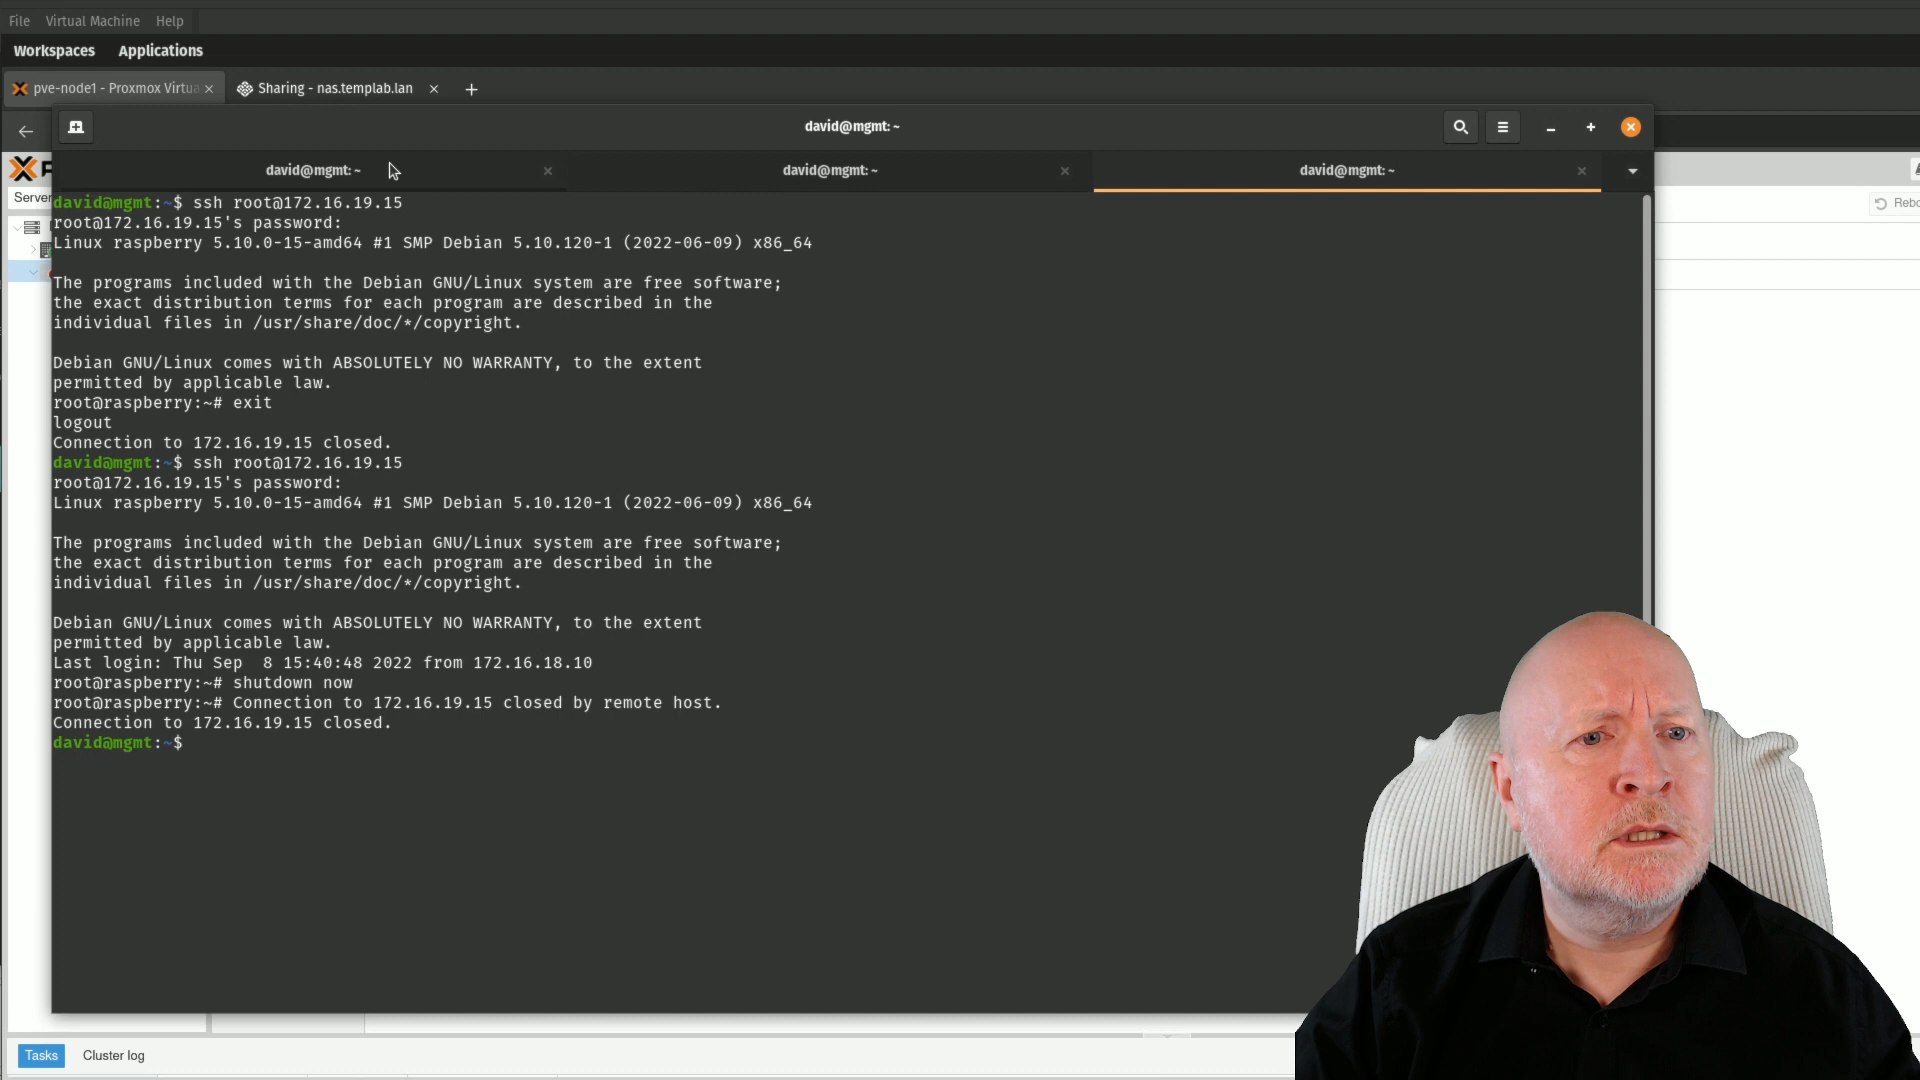 File Virtual Machine Help
Workspaces Applications
pve-node1 - Proxmox Virtua
Sharing - nas.templab.lan
david@mgmt: ~
david@mgmt: ~ david@mgmt: ~ david@mgmt: ~
Server
Rebo
david@mgmt:~$ ssh root@172.16.19.15
root@172.16.19.15's password:
Linux raspberry 5.10.0-15-amd64 #1 SMP Debian 5.10.120-1 (2022-06-09) x86_64
The programs included with the Debian GNU/Linux system are free software;
the exact distribution terms for each program are described in the
individual files in /usr/share/doc/*/copyright.
Debian GNU/Linux comes with ABSOLUTELY NO WARRANTY, to the extent
permitted by applicable law.
root@raspberry:~# exit
logout
Connection to 172.16.19.15 closed.
david@mgmt:~$ ssh root@172.16.19.15
root@172.16.19.15's password:
Linux raspberry 5.10.0-15-amd64 #1 SMP Debian 5.10.120-1 (2022-06-09) x86_64
The programs included with the Debian GNU/Linux system are free software;
the exact distribution terms for each program are described in the
individual files in /usr/share/doc/*/copyright.
Debian GNU/Linux comes with ABSOLUTELY NO WARRANTY, to the extent
permitted by applicable law.
Last login: Thu Sep  8 15:40:48 2022 from 172.16.18.10
root@raspberry:~# shutdown now
root@raspberry:~# Connection to 172.16.19.15 closed by remote host.
Connection to 172.16.19.15 closed.
david@mgmt:~$
Tasks Cluster log